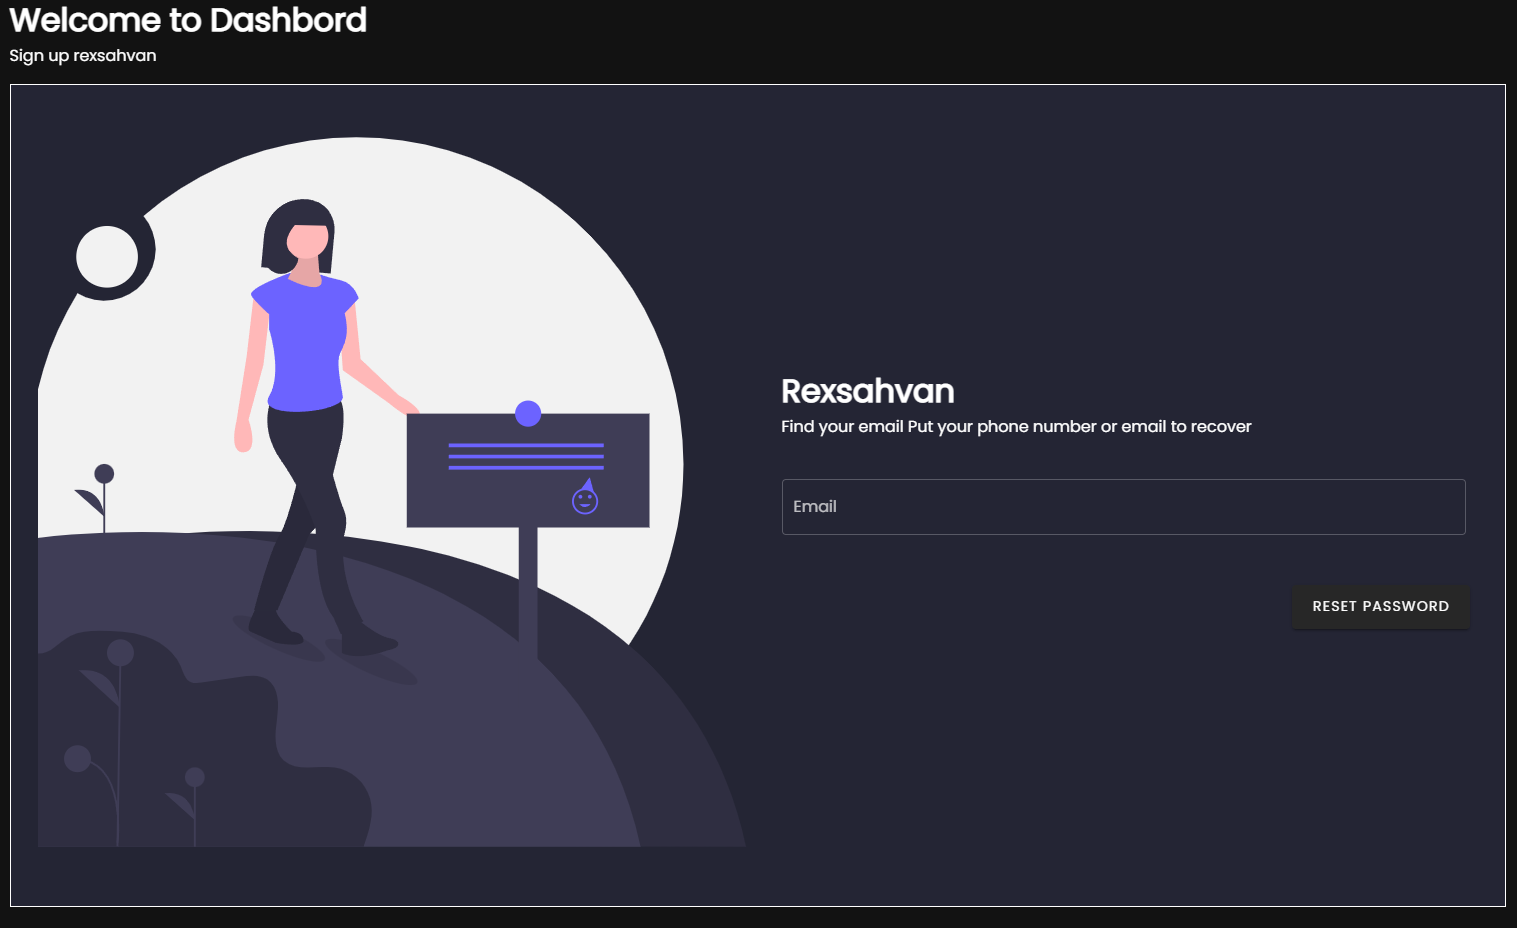 Welcome to Dashbord
Sign up rexsahvan
Rexsahvan
Find your email Put your phone number or email to recover
Email
RESET PASSWORD